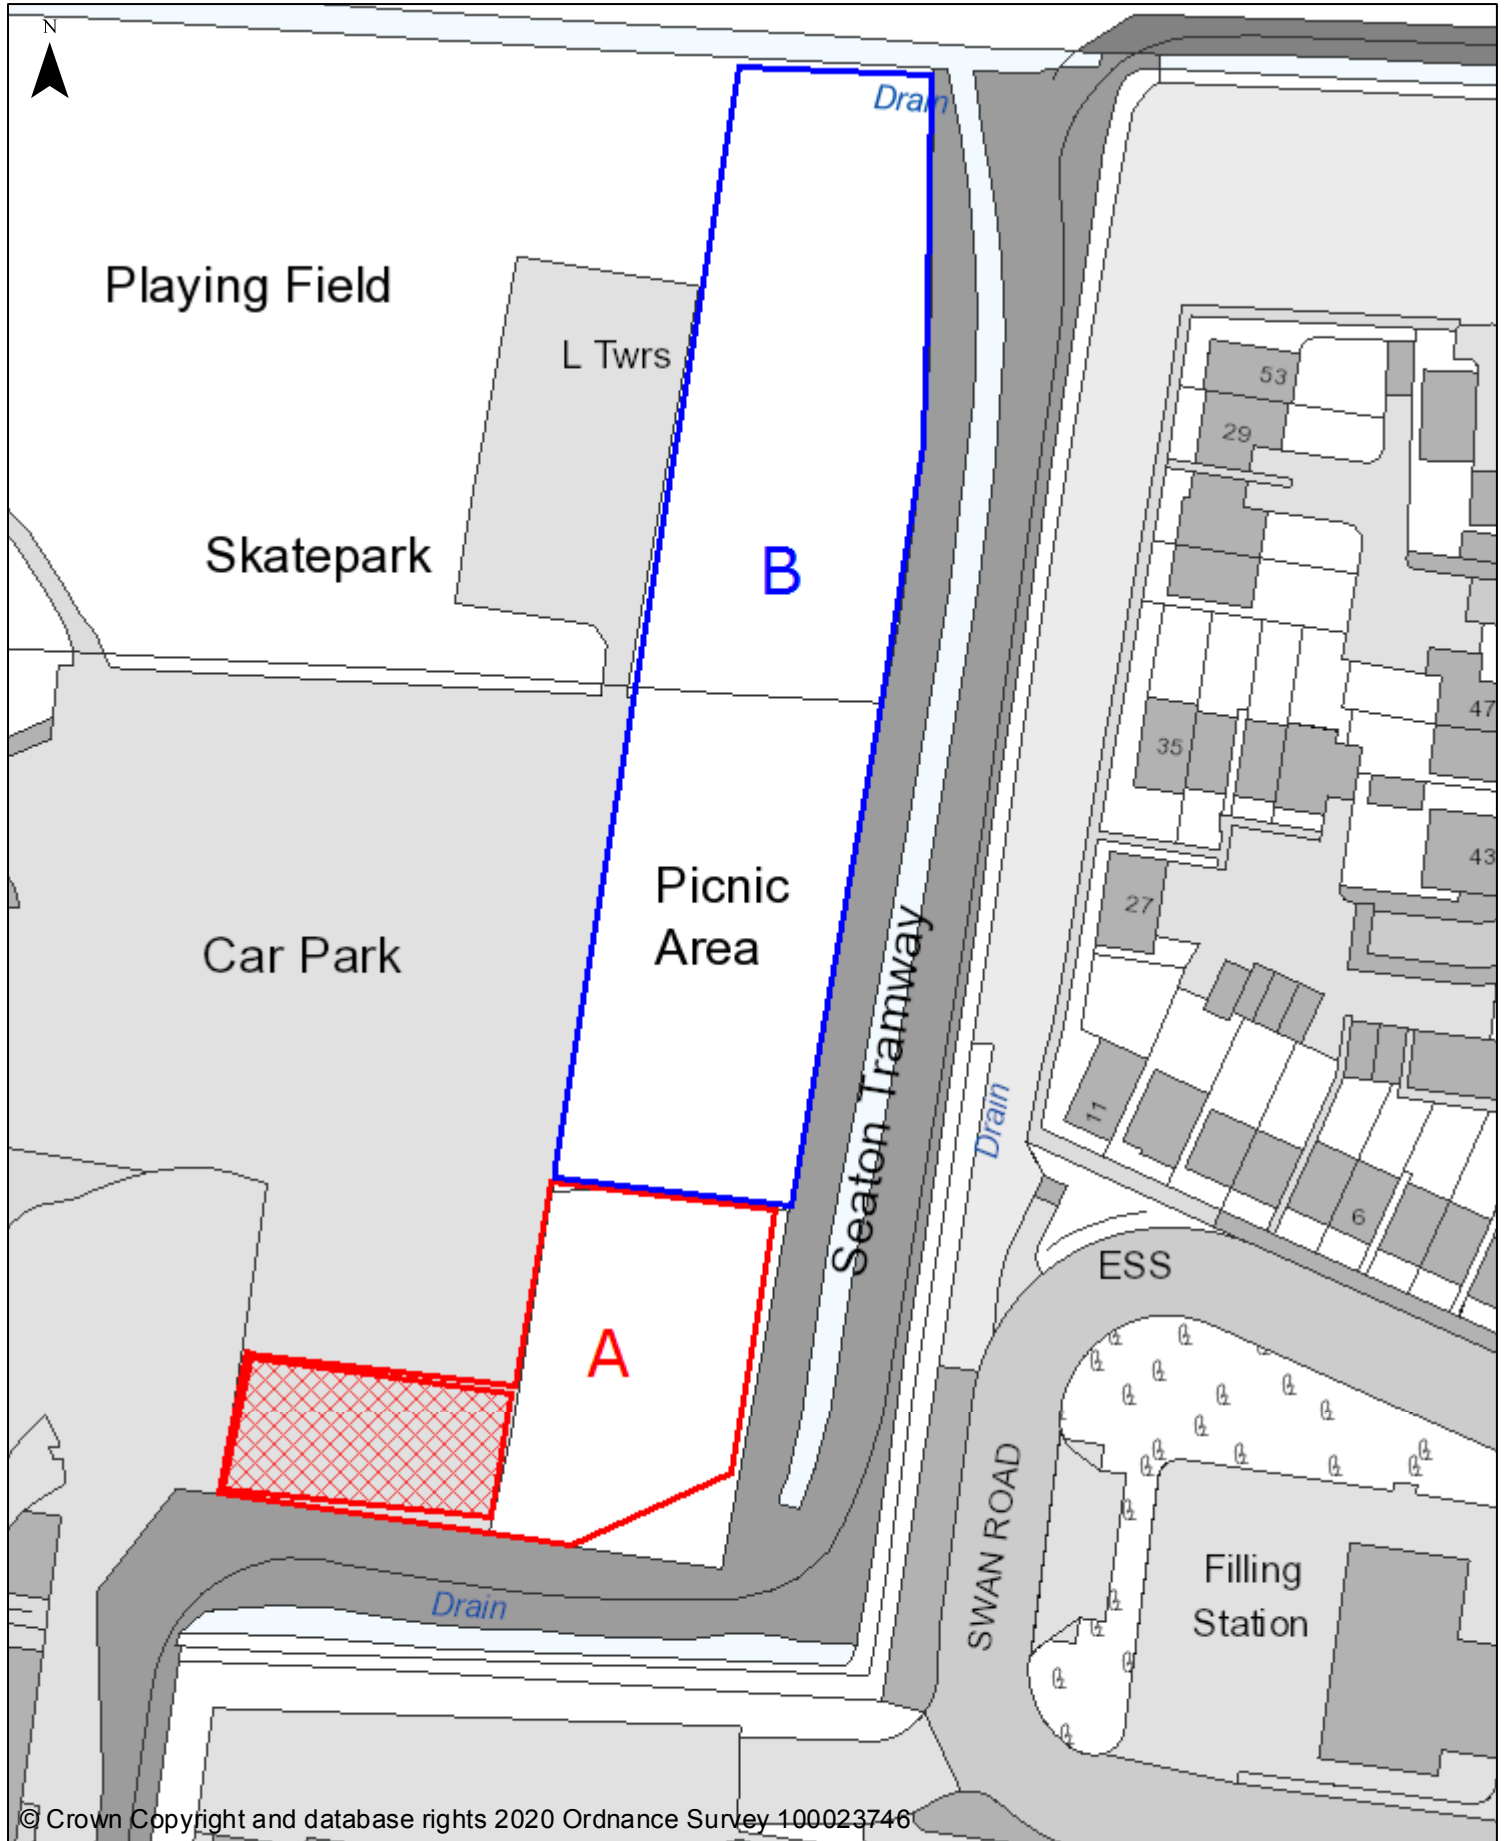 N
Drain
Playing Field
L Twrs
53
29
Skatepark
B
47
35
43
Picnic
Area
27
Car Park
Seaton Tramway
Drain
11
6
ESS
A
SWAN ROAD
Filling
Station
Drain
© Crown Copyright and database rights 2020 Ordnance Survey 100023746